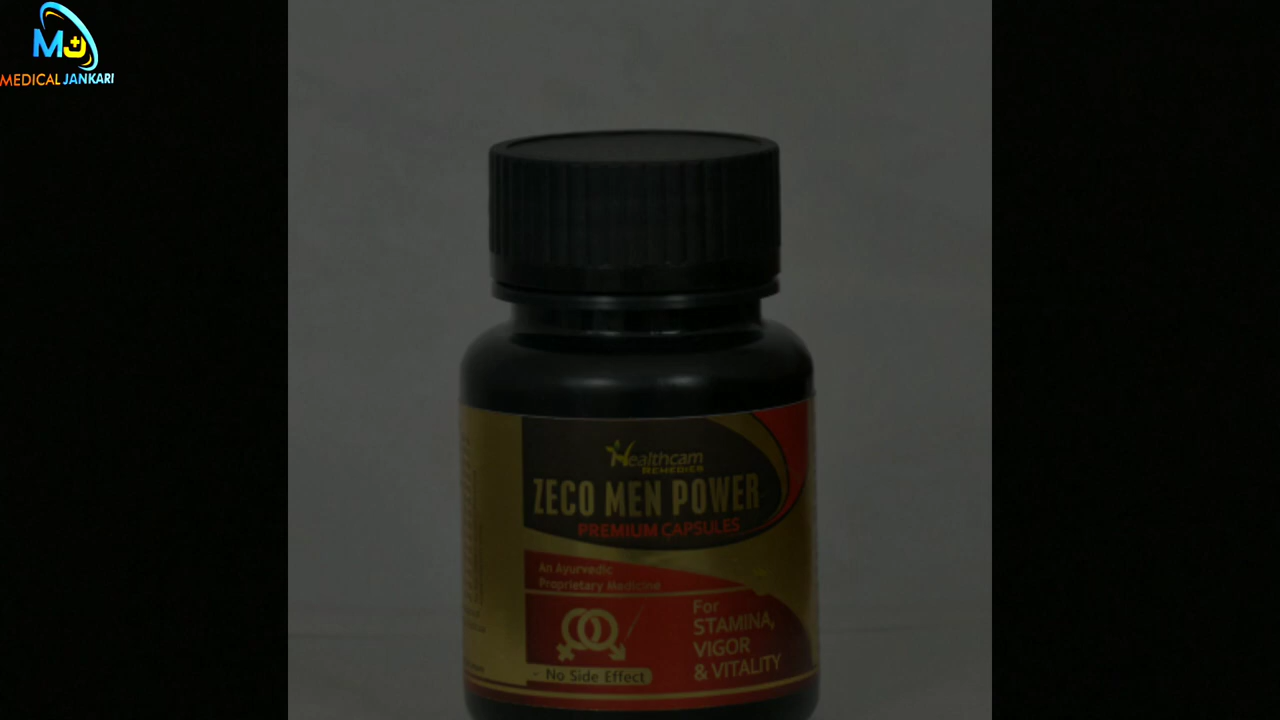 MJ
MEDICAL JANKARI
Healthcam
REMEDIES
ZECO MEN POWER
PREMIUM CAPSULES
An Ayurvedic
Proprietary Medicine
For
STAMINA,
VIGOR
& VITALITY
- No Side Effect